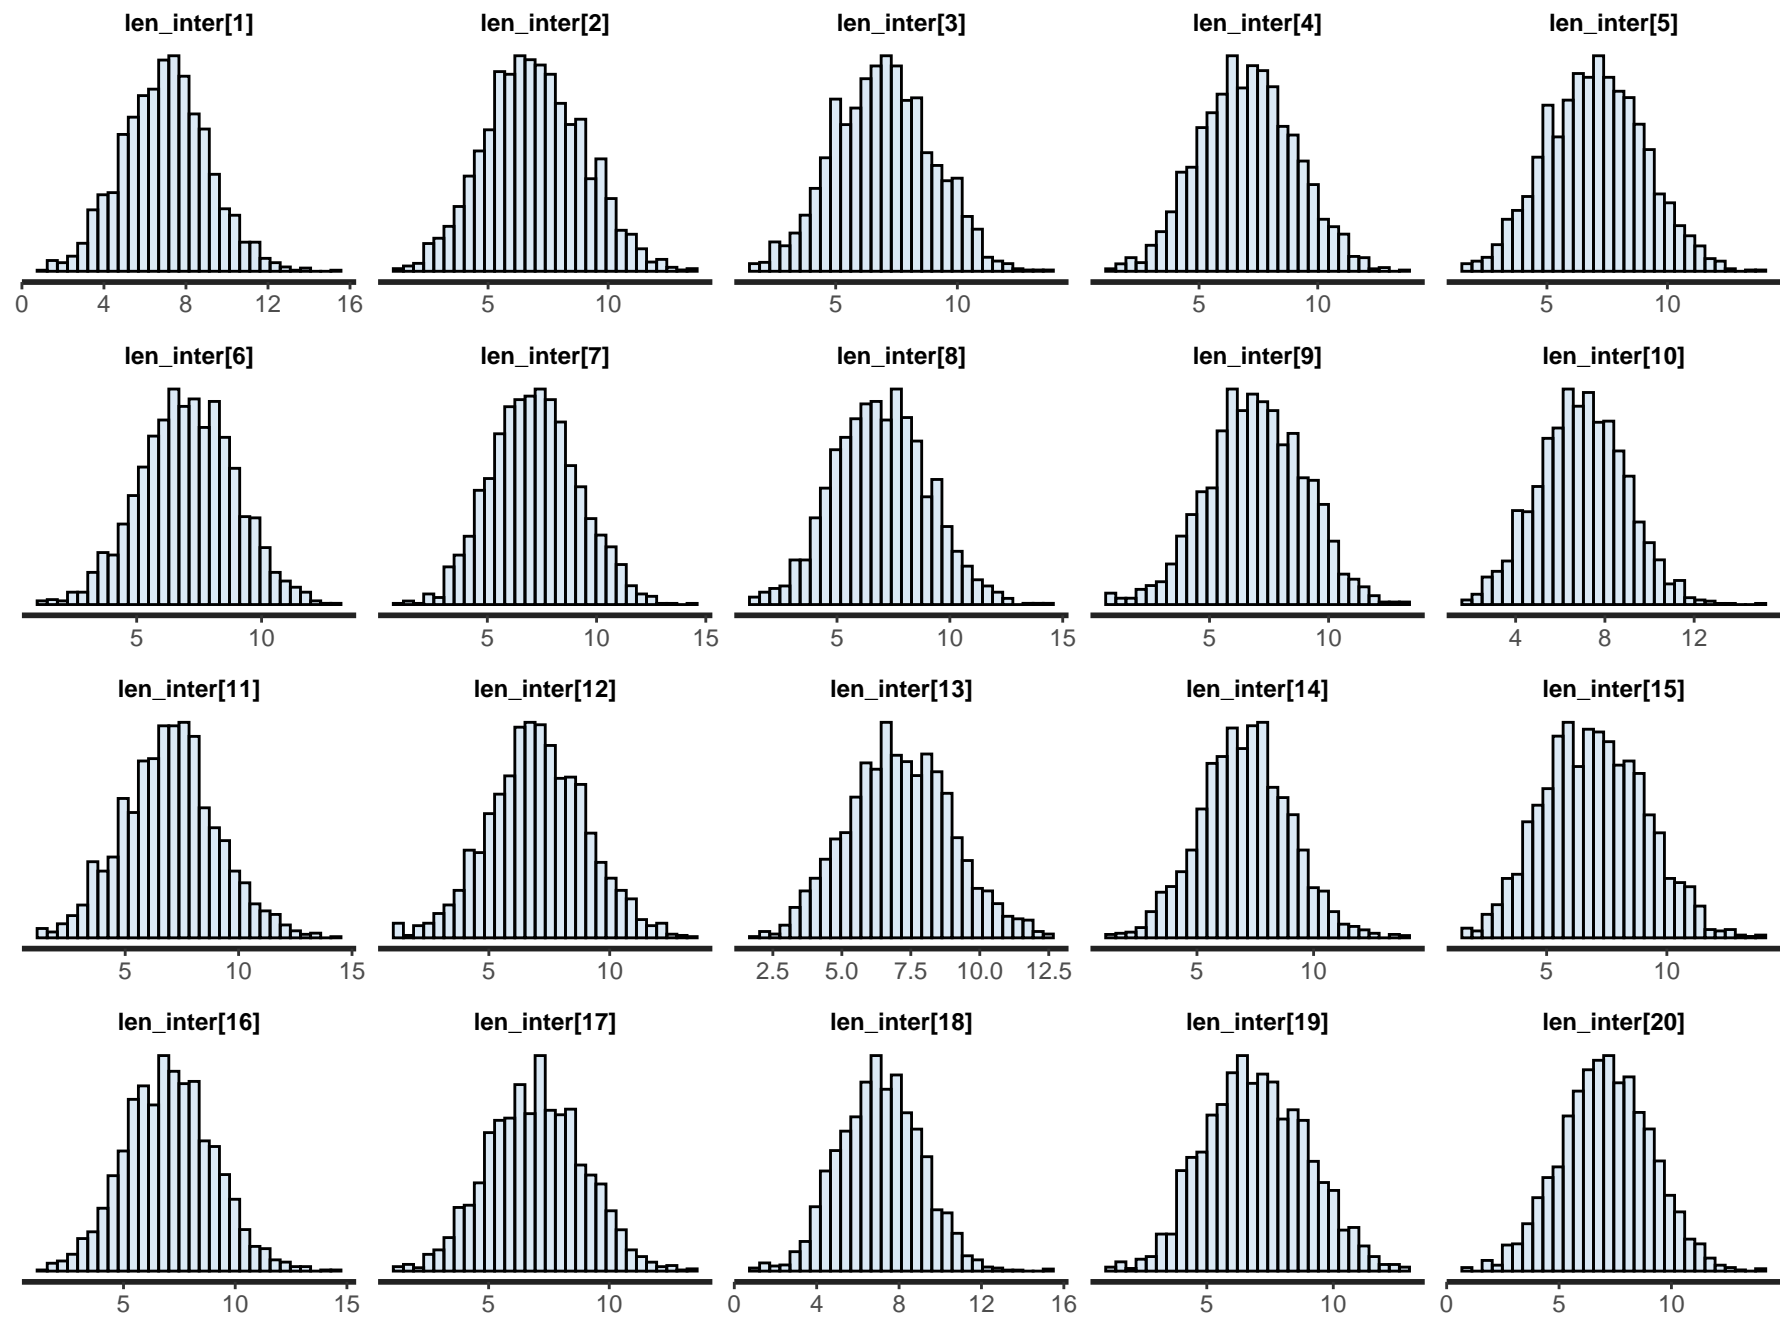 len_inter[1] len_inter[2] len_inter[3] len_inter[4] len_inter[5]
0 4 8 12 16 5 10 5 10 5 10 5 10
len_inter[6] len_inter[7] len_inter[8] len_inter[9] len_inter[10]
5 10 5 10 15 5 10 15 5 10 4 8 12
len_inter[11] len_inter[12] len_inter[13] len_inter[14] len_inter[15]
5 10 15 5 10 2.5 5.0 7.5 10.0 12.5 5 10 5 10
len_inter[16] len_inter[17] len_inter[18] len_inter[19] len_inter[20]
5 10 15 5 10 0 4 8 12 16 5 10 0 5 10